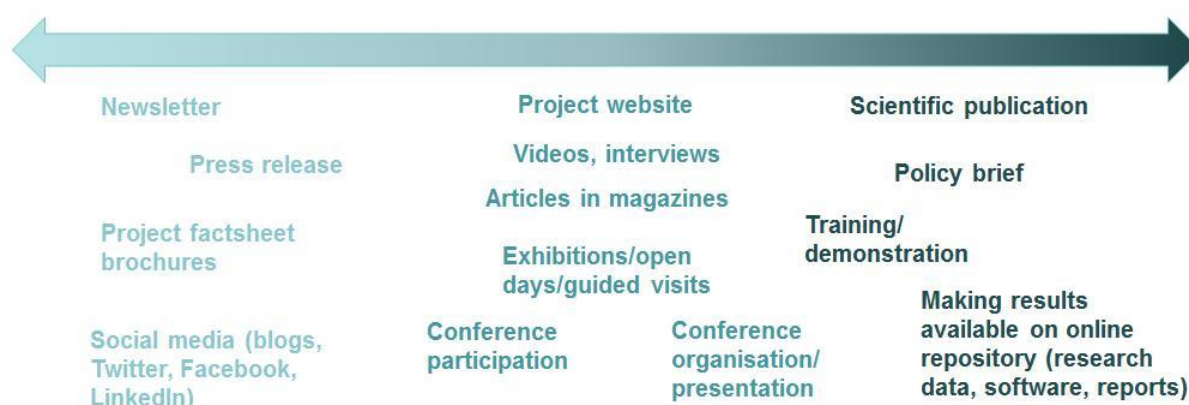 Newsletter
Project website
Scientific publication
Press release
Videos, interviews
Policy brief
Articles in magazines
Project factsheet
brochures
Training/
demonstration
Exhibitions/open
days/guided visits
Social media (blogs,
Twitter, Facebook,
LinkedIn)
Conference
participation
Conference
organisation/
presentation
Making results
available on online
repository (research
data, software, reports)